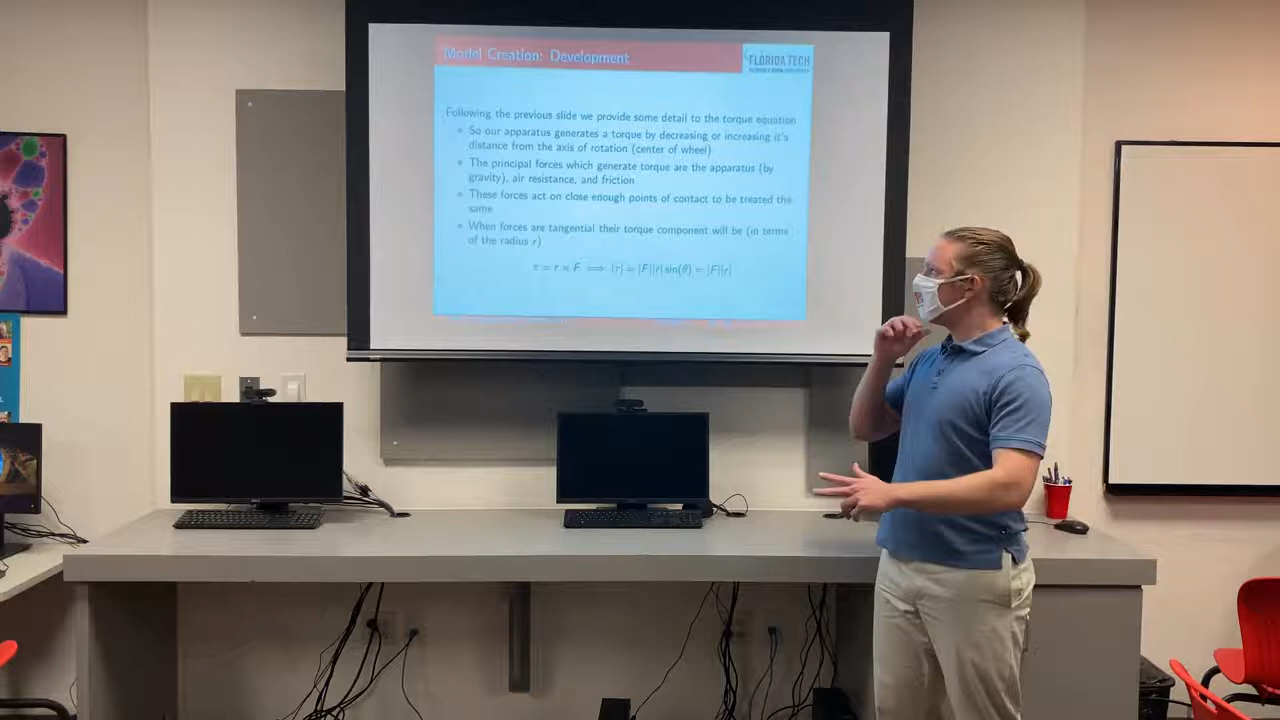 Model Creation: Development
FLORIDA TECH
Following the previous slide we provide some detail to the torque equation
So our apparatus generates a torque by decreasing or increasing it's
distance from the axis of rotation (center of wheel)
The principal forces which generate torque are the apparatus (by
gravity), air resistance, and friction
These forces act on close enough points of contact to be treated the
same
When forces are tangential their torque component will be (in terms
of the radius r)
τ = r × F ⟹ |τ| = |F||r| sin(θ) = |F||r|